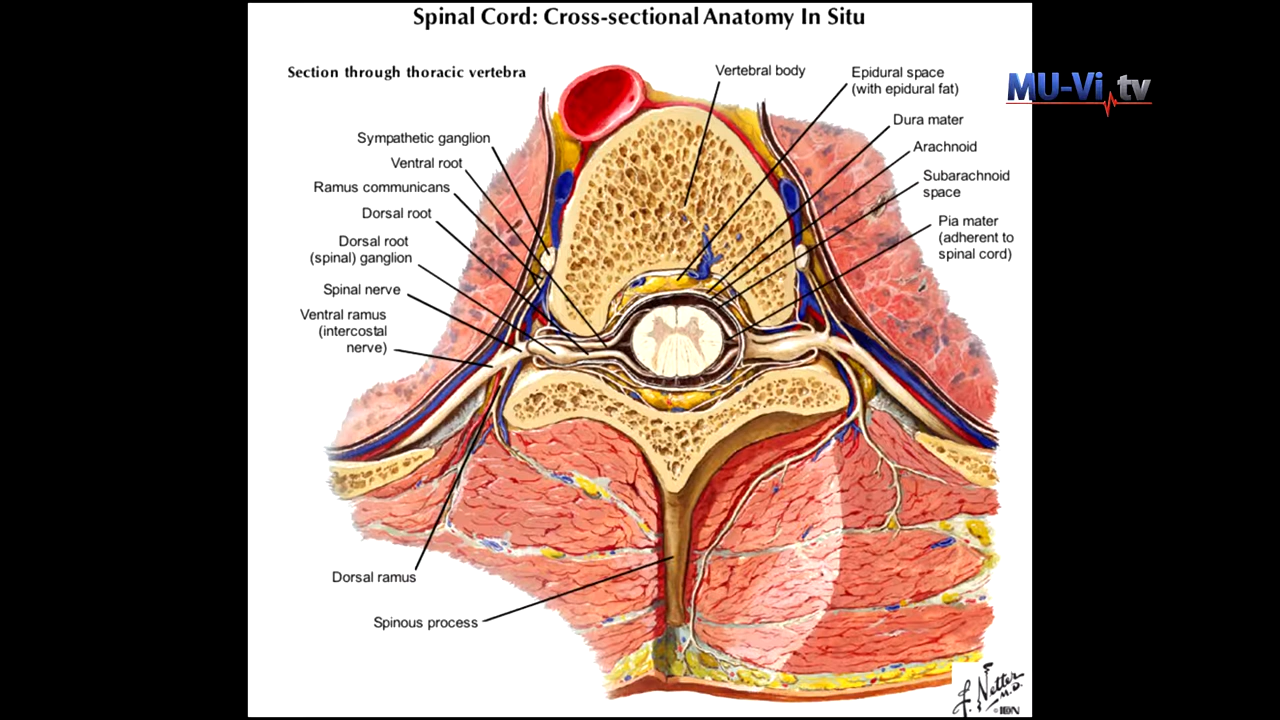 Spinal Cord: Cross-sectional Anatomy In Situ
Section through thoracic vertebra
MU-Vi.tv
Vertebral body
Epidural space
(with epidural fat)
Dura mater
Arachnoid
Subarachnoid
space
Pia mater
(adherent to
spinal cord)
Sympathetic ganglion
Ventral root
Ramus communicans
Dorsal root
Dorsal root
(spinal) ganglion
Spinal nerve
Ventral ramus
(intercostal
nerve)
Dorsal ramus
Spinous process
F. Netter
M.D.